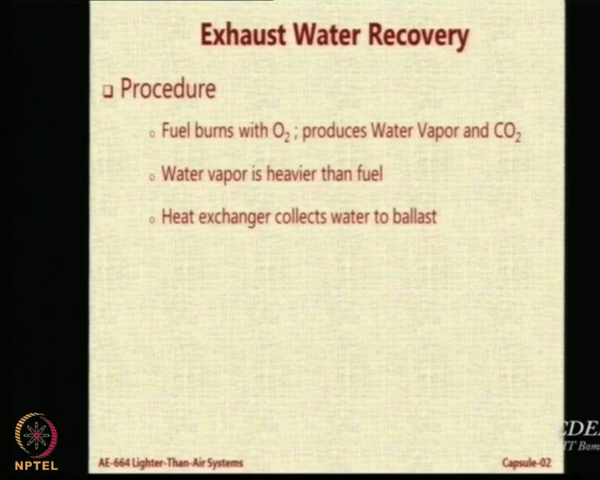 Exhaust Water Recovery
❑ Procedure
○ Fuel burns with O₂ ; produces Water Vapor and CO₂
○ Water vapor is heavier than fuel
○ Heat exchanger collects water to ballast
NPTEL
AE-664 Lighter-Than-Air Systems
Capsule-02